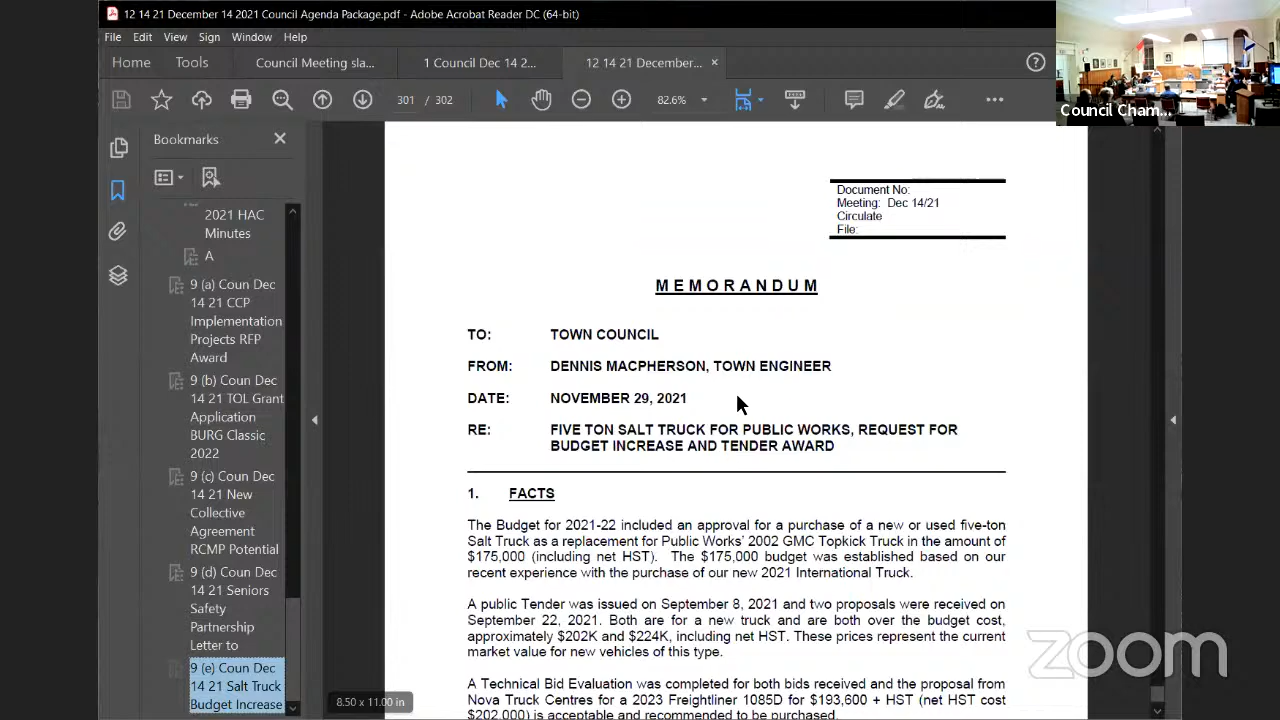 12 14 21 December 14 2021 Council Agenda Package.pdf - Adobe Acrobat Reader DC (64-bit)
File Edit View Sign Window Help
Home Tools Council Meeting sla... 1 Council Dec 14 2... 12 14 21 December... ×
301 / 302 82.6%
Council Cham...
Bookmarks
2021 HAC
Minutes
A
9 (a) Coun Dec
14 21 CCP
Implementation
Projects RFP
Award
9 (b) Coun Dec
14 21 TOL Grant
Application
BURG Classic
2022
9 (c) Coun Dec
14 21 New
Collective
Agreement
RCMP Potential
9 (d) Coun Dec
14 21 Seniors
Safety
Partnership
Letter to
9 (e) Coun Dec
14 21 Salt Truck
Budget Increase
Document No:
Meeting: Dec 14/21
Circulate
File:
MEMORANDUM
TO: TOWN COUNCIL
FROM: DENNIS MACPHERSON, TOWN ENGINEER
DATE: NOVEMBER 29, 2021
RE: FIVE TON SALT TRUCK FOR PUBLIC WORKS, REQUEST FOR
BUDGET INCREASE AND TENDER AWARD
1. FACTS
The Budget for 2021-22 included an approval for a purchase of a new or used five-ton
Salt Truck as a replacement for Public Works' 2002 GMC Topkick Truck in the amount of
$175,000 (including net HST). The $175,000 budget was established based on our
recent experience with the purchase of our new 2021 International Truck.
A public Tender was issued on September 8, 2021 and two proposals were received on
September 22, 2021. Both are for a new truck and are both over the budget cost,
approximately $202K and $224K, including net HST. These prices represent the current
market value for new vehicles of this type.
A Technical Bid Evaluation was completed for both bids received and the proposal from
Nova Truck Centres for a 2023 Freightliner 1085D for $193,600 + HST (net HST cost
$202,000) is acceptable and recommended to be purchased.
8.50 x 11.00 in
zoom